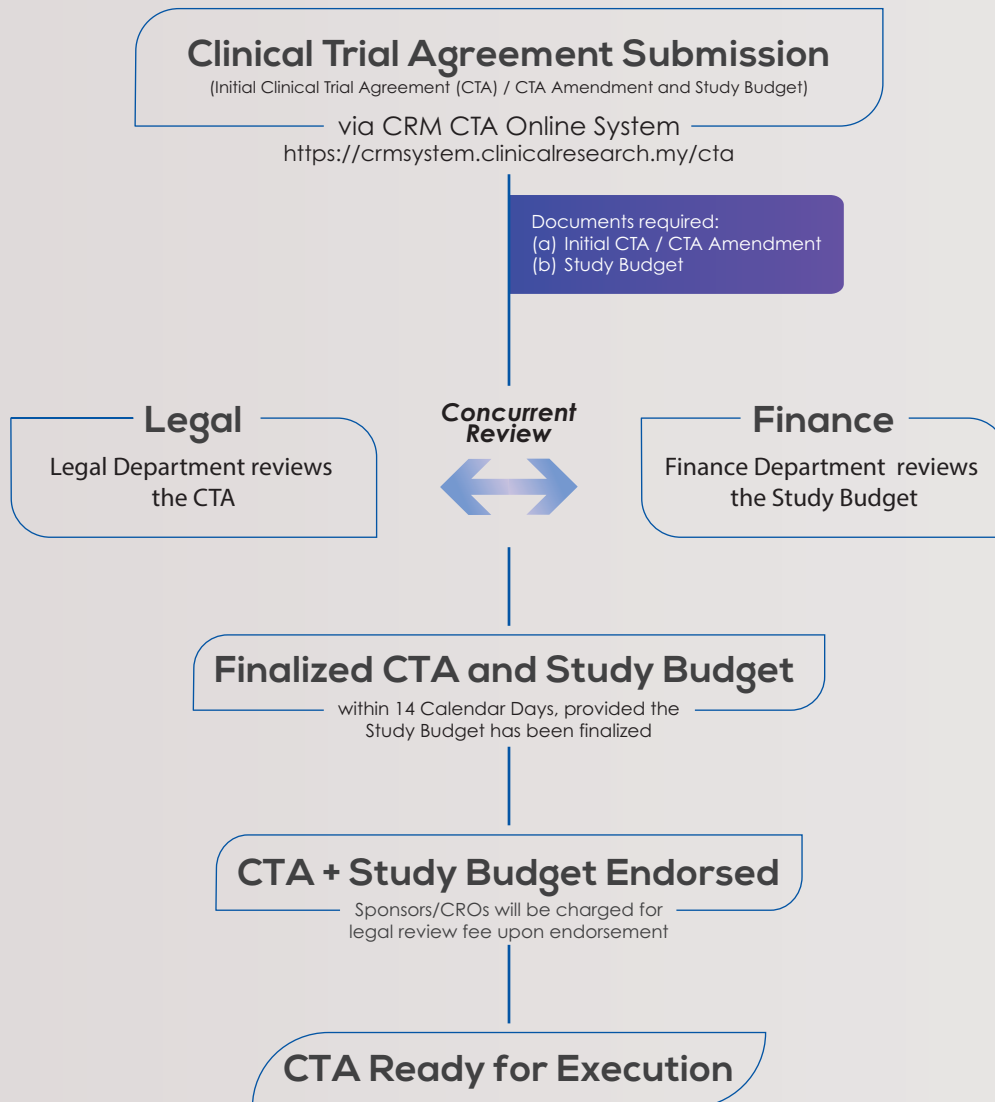 Clinical Trial Agreement Submission
(Initial Clinical Trial Agreement (CTA) / CTA Amendment and Study Budget)
via CRM CTA Online System
https://crmsystem.clinicalresearch.my/cta
Documents required:
(a) Initial CTA / CTA Amendment
(b) Study Budget
Legal
Legal Department reviews
the CTA
Concurrent
Review
Finance
Finance Department reviews
the Study Budget
Finalized CTA and Study Budget
within 14 Calendar Days, provided the
Study Budget has been finalized
CTA + Study Budget Endorsed
Sponsors/CROs will be charged for
legal review fee upon endorsement
CTA Ready for Execution